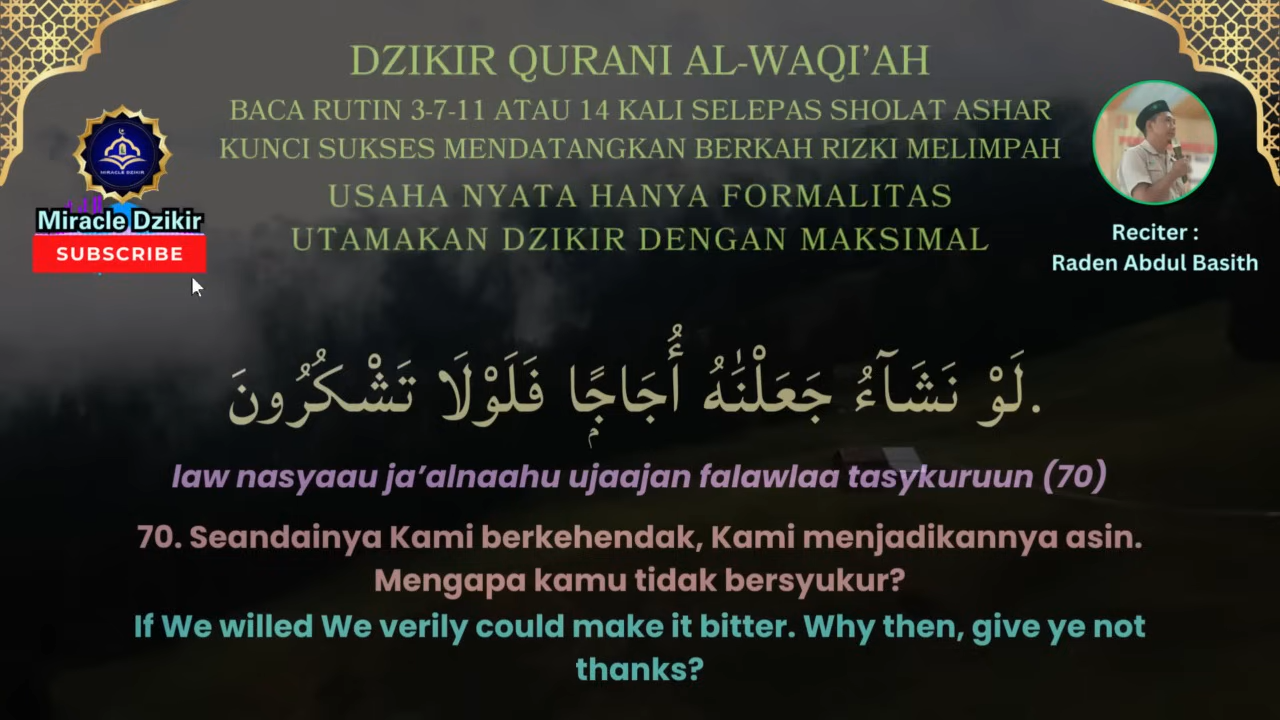 DZIKIR QURANI AL-WAQI'AH
BACA RUTIN 3-7-11 ATAU 14 KALI SELEPAS SHOLAT ASHAR
KUNCI SUKSES MENDATANGKAN BERKAH RIZKI MELIMPAH
USAHA NYATA HANYA FORMALITAS
UTAMAKAN DZIKIR DENGAN MAKSIMAL
MIRACLE DZIKIR
Miracle Dzikir
SUBSCRIBE
Reciter :
Raden Abdul Basith
لَوْ نَشَآءُ جَعَلْنَٰهُ أُجَاجًۭا فَلَوْلَا تَشْكُرُونَ.
law nasyaau ja’alnaahu ujaajan falawlaa tasykuruun (70)
70. Seandainya Kami berkehendak, Kami menjadikannya asin.
Mengapa kamu tidak bersyukur?
If We willed We verily could make it bitter. Why then, give ye not
thanks?